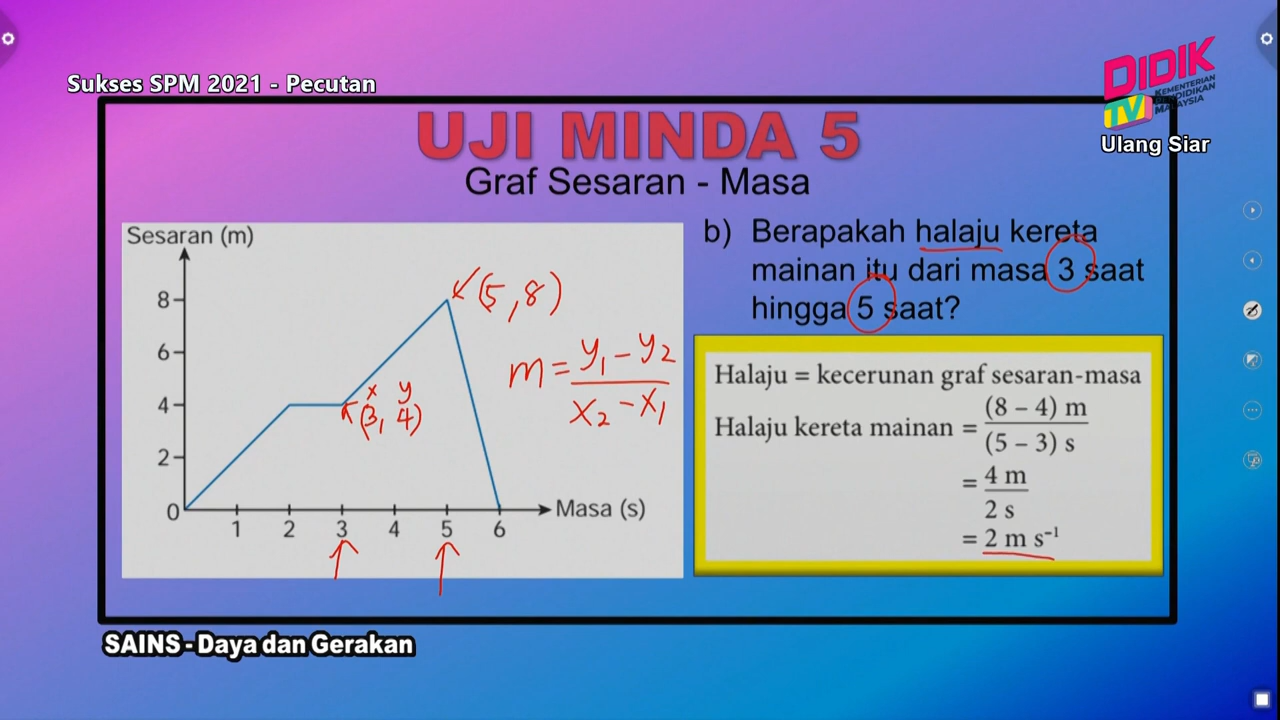 Sukses SPM 2021 - Pecutan
DIDIK
TV
KEMENTERIAN
PENDIDIKAN
MALAYSIA
Ulang Siar
UJI MINDA 5
Graf Sesaran - Masa
Sesaran (m)
8
6
4
2
0
1 2 3 4 5 6
Masa (s)
(5, 8)
x y
(3, 4)
m = y₁ - y₂
x₂ - x₁
b) Berapakah halaju kereta
mainan itu dari masa 3 saat
hingga 5 saat?
Halaju = kecerunan graf sesaran-masa
Halaju kereta mainan = (8 – 4) m
(5 – 3) s
= 4 m
2 s
= 2 m s⁻¹
SAINS - Daya dan Gerakan